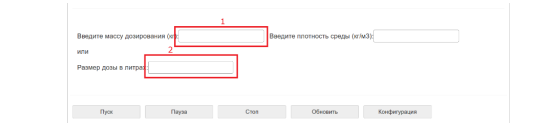 1
Введите массу дозирования (кг): Введите плотность среды (кг/м3):
или 2
Размер дозы в литрах:
Пуск Пауза Стоп Обновить Конфигурация